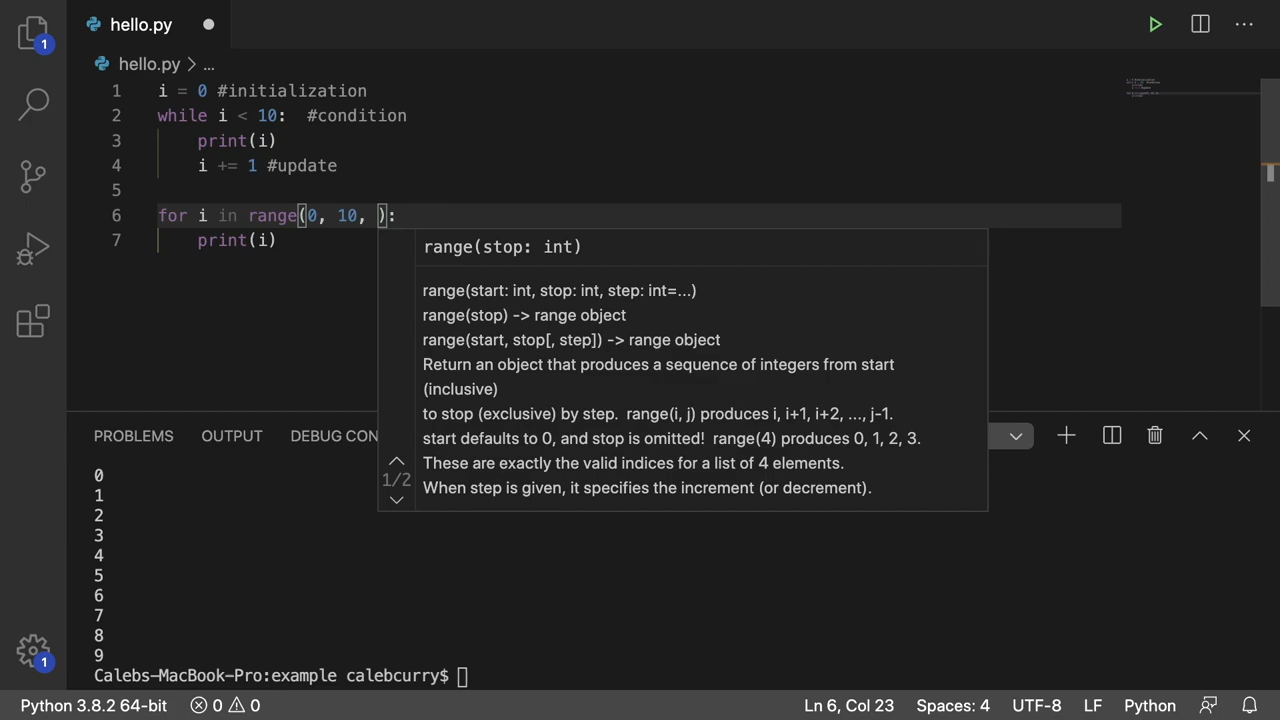 hello.py
hello.py > ...
1 i = 0 #initialization
2 while i < 10:  #condition
3 print(i)
4 i += 1 #update
5
6 for i in range(0, 10, ):
7 print(i)
range(stop: int)
range(start: int, stop: int, step: int=...)
range(stop) -> range object
range(start, stop[, step]) -> range object
Return an object that produces a sequence of integers from start
(inclusive)
to stop (exclusive) by step.  range(i, j) produces i, i+1, i+2, ..., j-1.
start defaults to 0, and stop is omitted!  range(4) produces 0, 1, 2, 3.
These are exactly the valid indices for a list of 4 elements.
When step is given, it specifies the increment (or decrement).
1/2
1
PROBLEMS OUTPUT DEBUG CON
0
1
2
3
4
5
6
7
8
9
Calebs-MacBook-Pro:example calebcurry$
1
Python 3.8.2 64-bit 0 0 Ln 6, Col 23 Spaces: 4 UTF-8 LF Python